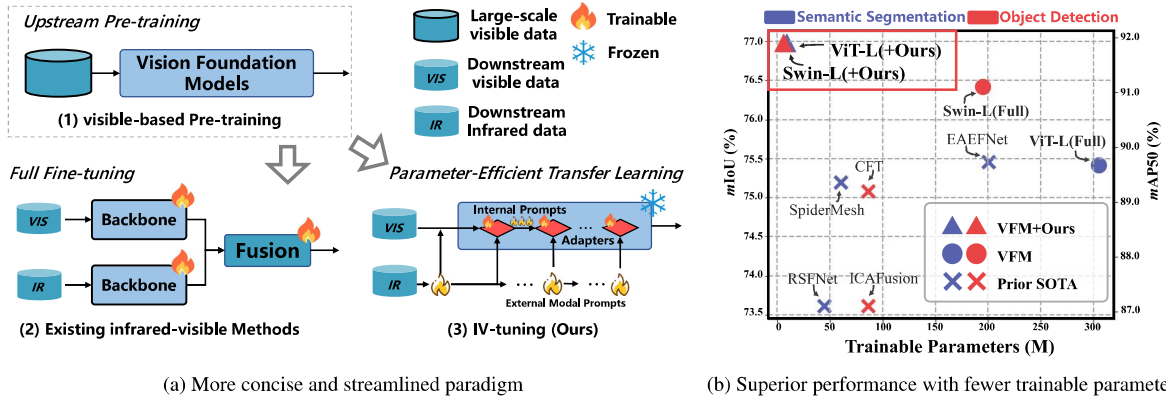 Upstream Pre-training
Vision Foundation
Models
(1) visible-based Pre-training
Large-scale
visible data
Trainable
Frozen
VIS
Downstream
visible data
IR
Downstream
Infrared data
Full Fine-tuning
VIS
Backbone
IR
Backbone
Fusion
(2) Existing infrared-visible Methods
Parameter-Efficient Transfer Learning
VIS
Internal Prompts
...
Adapters
IR
...
External Modal Prompts
(3) IV-tuning (Ours)
(a) More concise and streamlined paradigm
Semantic Segmentation
Object Detection
mIoU (%)
77.0
76.5
76.0
75.5
75.0
74.5
74.0
73.5
mAP50 (%)
92.0
91.0
90.0
89.0
88.0
87.0
ViT-L(+Ours)
Swin-L(+Ours)
Swin-L(Full)
EAEFNet
ViT-L(Full)
CFT
SpiderMesh
RSFNet
ICAFusion
VFM+Ours
VFM
Prior SOTA
0
50
100
150
200
250
300
Trainable Parameters (M)
(b) Superior performance with fewer trainable paramete